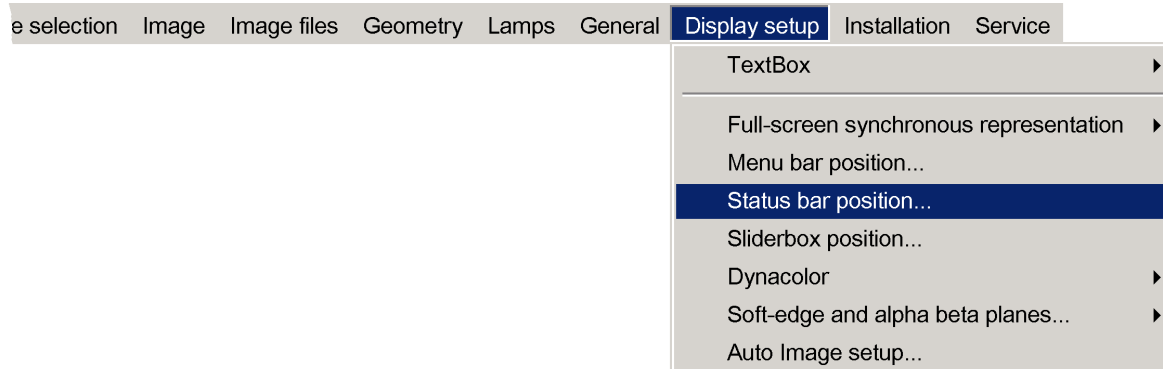 e selection Image Image files Geometry Lamps General Display setup Installation Service
TextBox
Full-screen synchronous representation
Menu bar position...
Status bar position...
Sliderbox position...
Dynacolor
Soft-edge and alpha beta planes...
Auto Image setup...